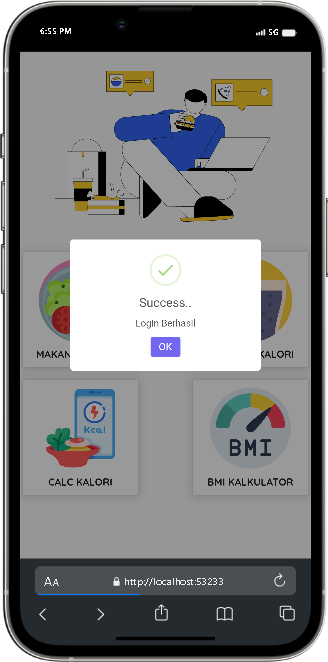 6:55 PM
5G
Success..
Login Berhasil
OK
MAKAN
KALORI
Kcal
BMI
CALC KALORI
BMI KALKULATOR
AA
http://localhost:53233